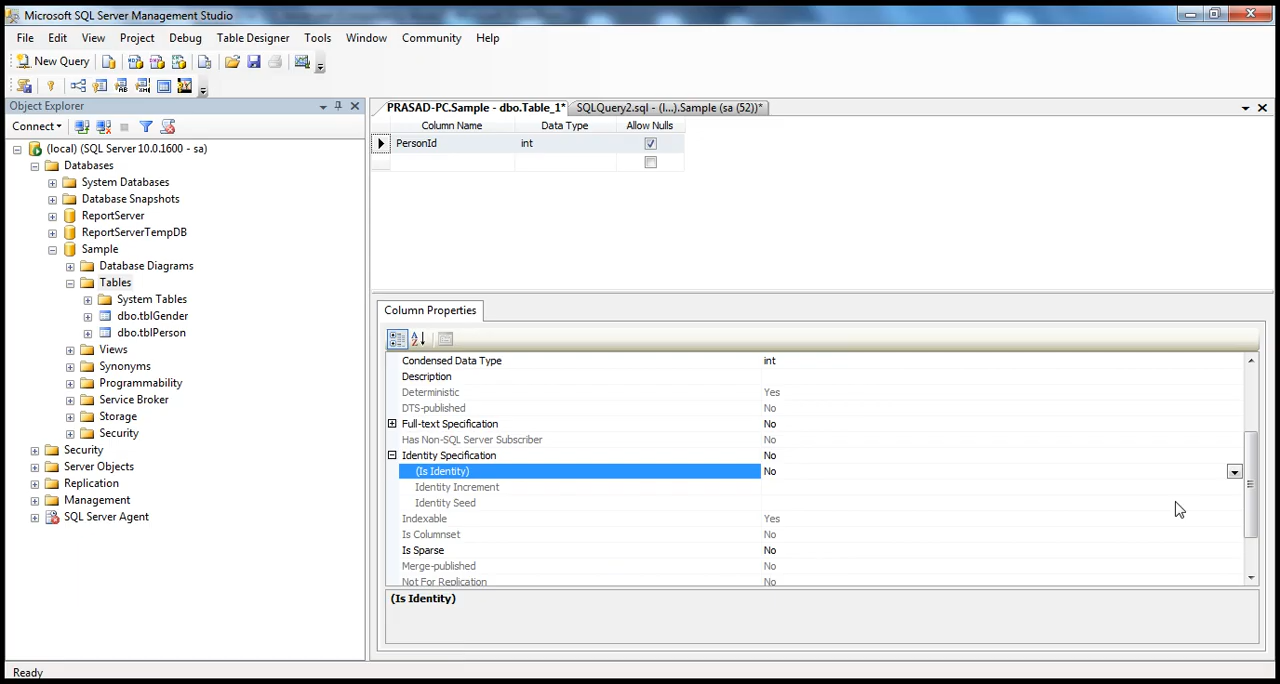 Microsoft SQL Server Management Studio
File Edit View Project Debug Table Designer Tools Window Community Help
New Query
Object Explorer
Connect
(local) (SQL Server 10.0.1600 - sa)
Databases
System Databases
Database Snapshots
ReportServer
ReportServerTempDB
Sample
Database Diagrams
Tables
System Tables
dbo.tblGender
dbo.tblPerson
Views
Synonyms
Programmability
Service Broker
Storage
Security
Security
Server Objects
Replication
Management
SQL Server Agent
PRASAD-PC.Sample - dbo.Table_1* SQLQuery2.sql - (l...).Sample (sa (52))*
Column Name Data Type Allow Nulls
PersonId int
Column Properties
Condensed Data Type int
Description
Deterministic Yes
DTS-published No
Full-text Specification No
Has Non-SQL Server Subscriber No
Identity Specification No
(Is Identity) No
Identity Increment
Identity Seed
Indexable Yes
Is Columnset No
Is Sparse No
Merge-published No
Not For Replication No
(Is Identity)
Ready